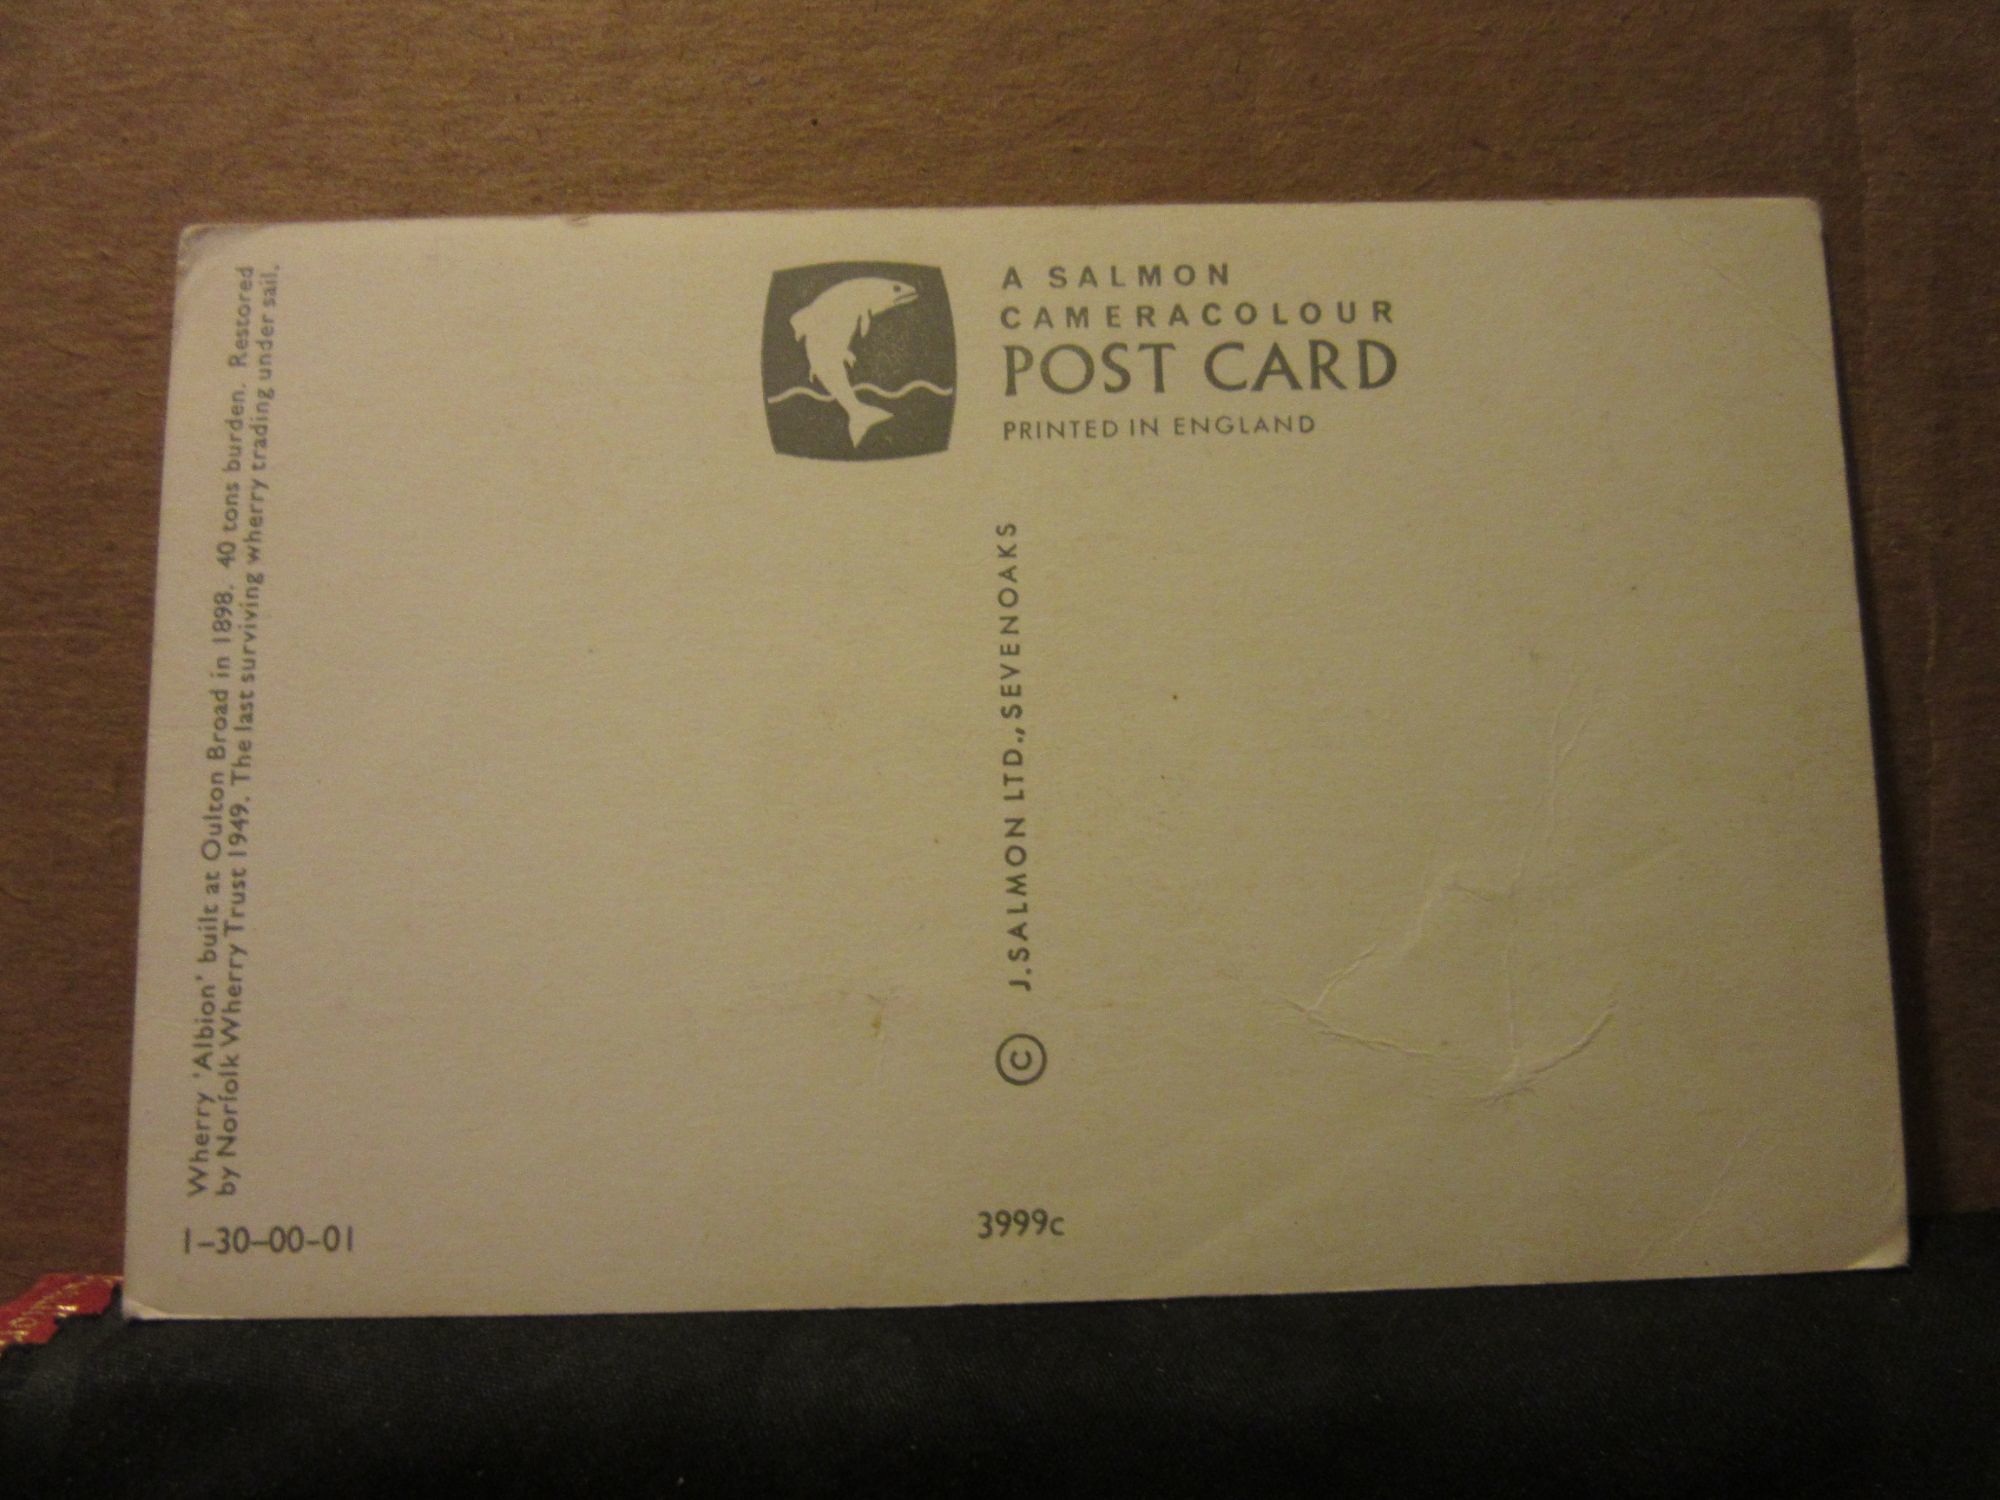 Wherry 'Albion' built at Oulton Broad in 1898. 40 tons burden. Restored
by Norfolk Wherry Trust 1949. The last surviving wherry trading under sail.
1-30-00-01
A SALMON
CAMERACOLOUR
POST CARD
PRINTED IN ENGLAND
© J. SALMON LTD., SEVENOAKS
3999c